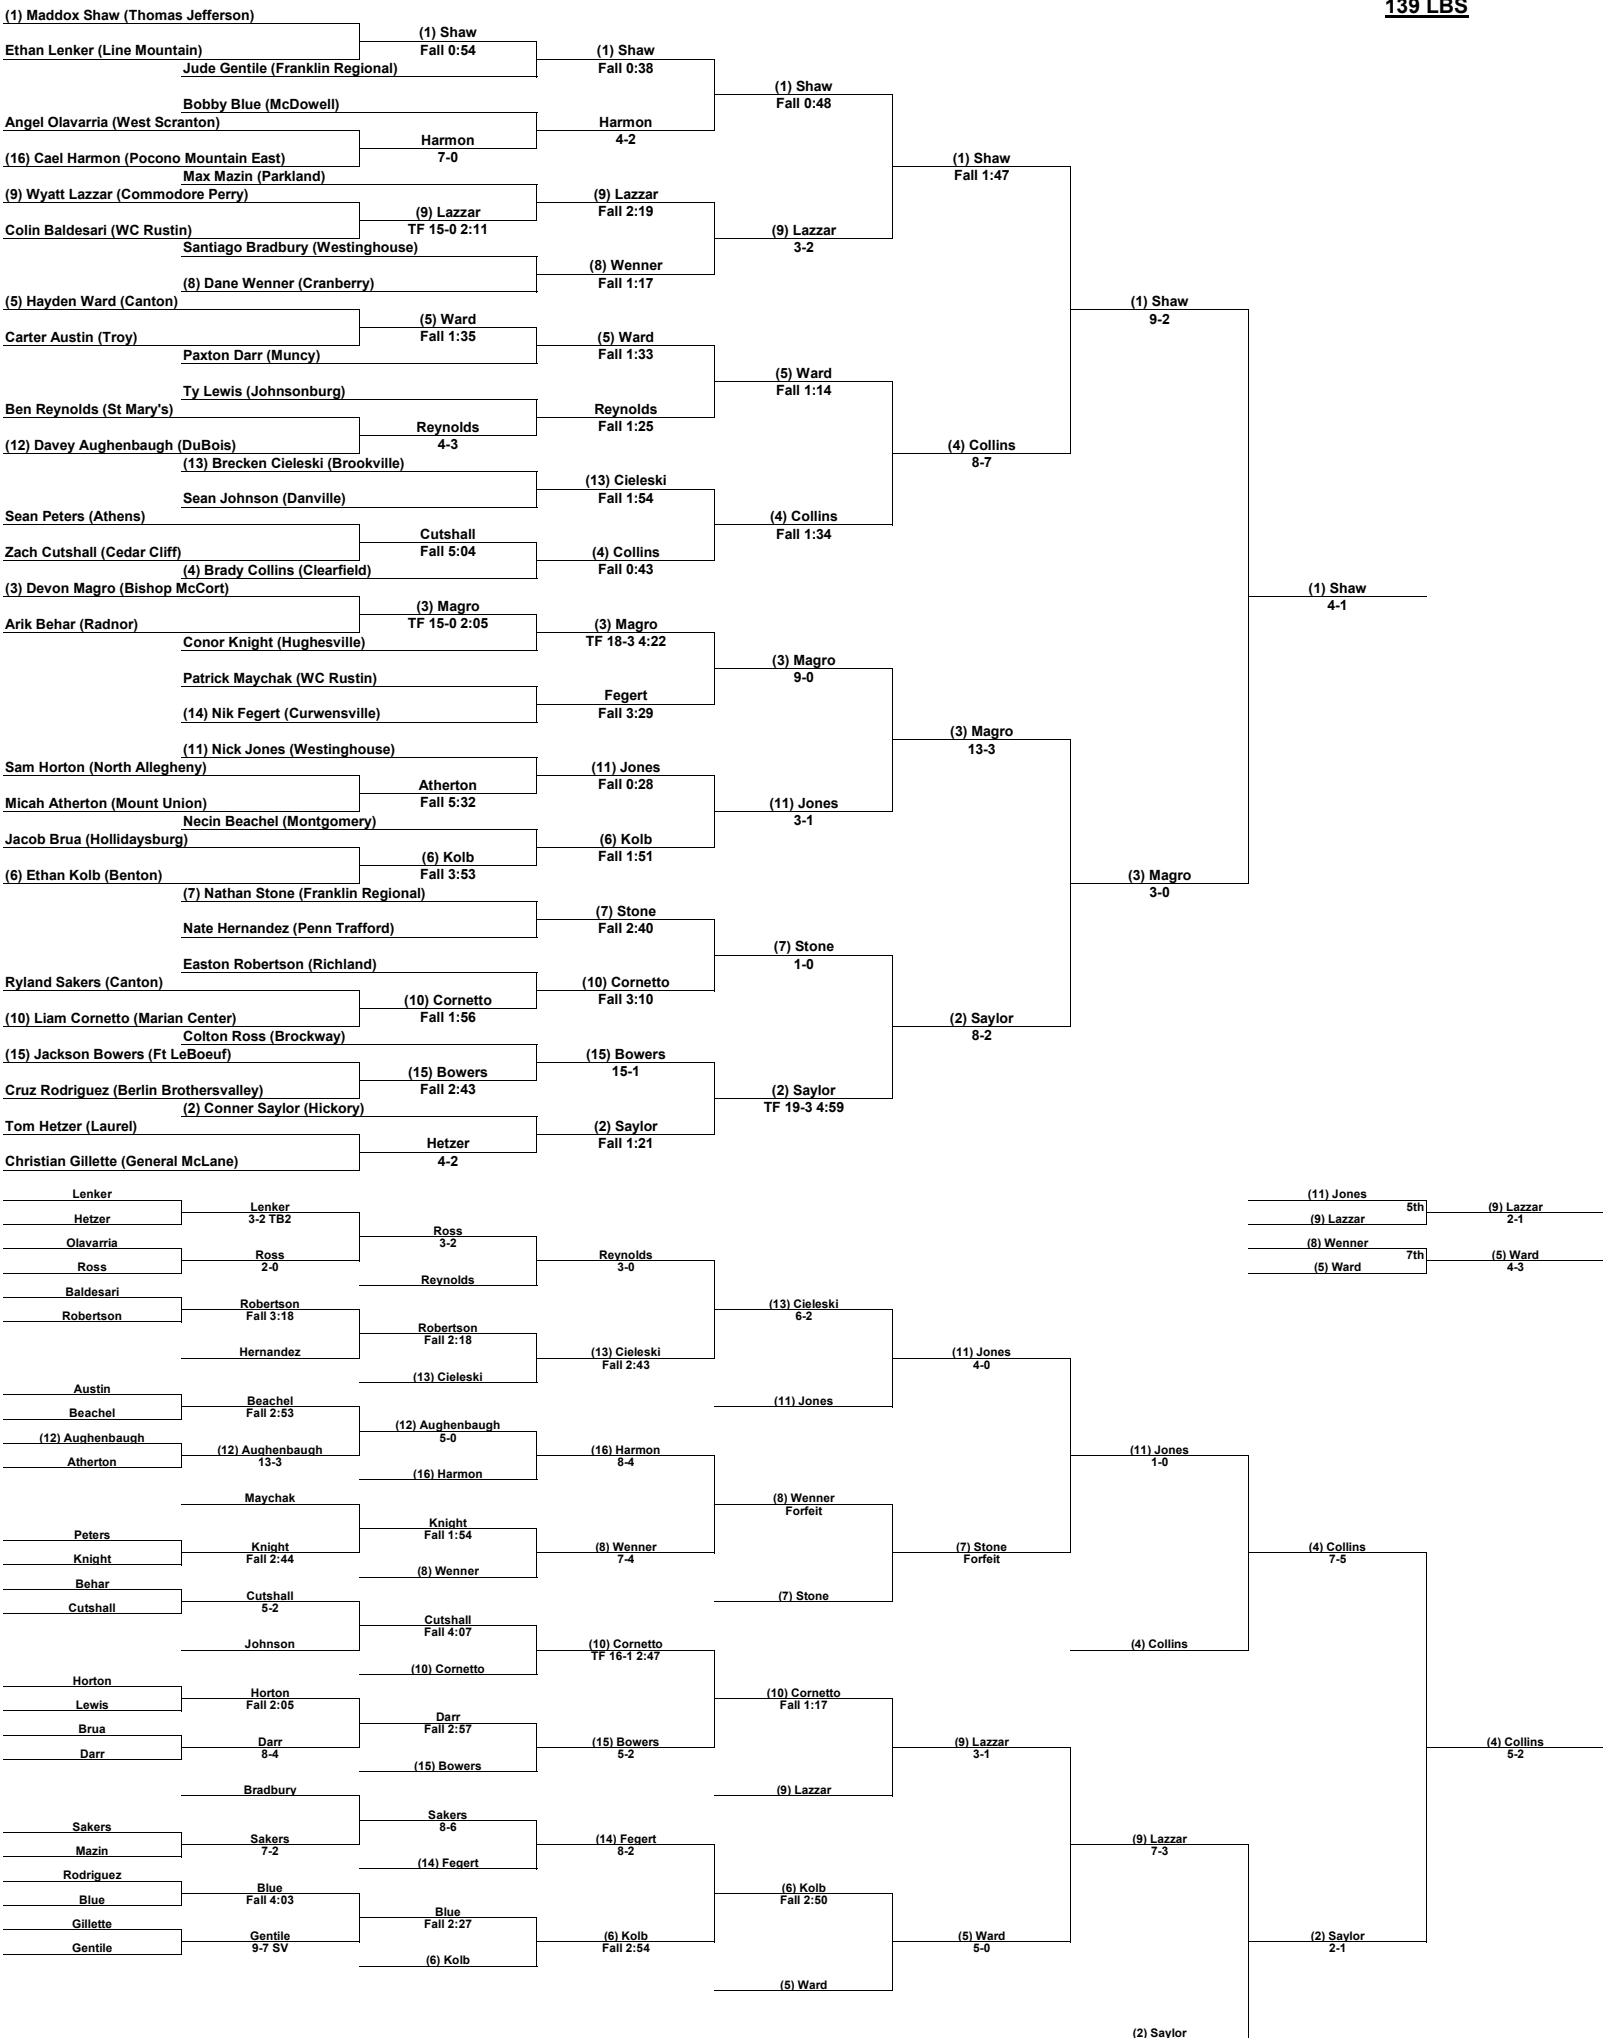 139 LBS
(1) Maddox Shaw (Thomas Jefferson)
(1) Shaw
Ethan Lenker (Line Mountain)
Fall 0:54
(1) Shaw
Jude Gentile (Franklin Regional)
Fall 0:38
(1) Shaw
Bobby Blue (McDowell)
Fall 0:48
Angel Olavarria (West Scranton)
Harmon
Harmon
4-2
(16) Cael Harmon (Pocono Mountain East)
7-0
(1) Shaw
Max Mazin (Parkland)
Fall 1:47
(9) Wyatt Lazzar (Commodore Perry)
(9) Lazzar
(9) Lazzar
Fall 2:19
Colin Baldesari (WC Rustin)
TF 15-0 2:11
(9) Lazzar
Santiago Bradbury (Westinghouse)
3-2
(8) Wenner
(8) Dane Wenner (Cranberry)
Fall 1:17
(5) Hayden Ward (Canton)
(1) Shaw
(5) Ward
9-2
Carter Austin (Troy)
Fall 1:35
(5) Ward
Paxton Darr (Muncy)
Fall 1:33
(5) Ward
Ty Lewis (Johnsonburg)
Fall 1:14
Ben Reynolds (St Mary's)
Reynolds
Reynolds
Fall 1:25
(12) Davey Aughenbaugh (DuBois)
4-3
(4) Collins
(13) Brecken Cieleski (Brookville)
8-7
(13) Cieleski
Sean Johnson (Danville)
Fall 1:54
Sean Peters (Athens)
(4) Collins
Cutshall
Fall 1:34
Zach Cutshall (Cedar Cliff)
Fall 5:04
(4) Collins
(4) Brady Collins (Clearfield)
Fall 0:43
(3) Devon Magro (Bishop McCort)
(1) Shaw
(3) Magro
4-1
Arik Behar (Radnor)
TF 15-0 2:05
(3) Magro
Conor Knight (Hughesville)
TF 18-3 4:22
(3) Magro
Patrick Maychak (WC Rustin)
9-0
Fegert
(14) Nik Fegert (Curwensville)
Fall 3:29
(3) Magro
(11) Nick Jones (Westinghouse)
13-3
Sam Horton (North Allegheny)
(11) Jones
Atherton
Fall 0:28
Micah Atherton (Mount Union)
Fall 5:32
(11) Jones
Necin Beachel (Montgomery)
3-1
Jacob Brua (Hollidaysburg)
(6) Kolb
(6) Kolb
Fall 1:51
(6) Ethan Kolb (Benton)
Fall 3:53
(3) Magro
(7) Nathan Stone (Franklin Regional)
3-0
(7) Stone
Nate Hernandez (Penn Trafford)
Fall 2:40
(7) Stone
Easton Robertson (Richland)
1-0
Ryland Sakers (Canton)
(10) Cornetto
(10) Cornetto
Fall 3:10
(10) Liam Cornetto (Marian Center)
Fall 1:56
(2) Saylor
Colton Ross (Brockway)
8-2
(15) Jackson Bowers (Ft LeBoeuf)
(15) Bowers
(15) Bowers
15-1
Cruz Rodriguez (Berlin Brothersvalley)
Fall 2:43
(2) Saylor
(2) Conner Saylor (Hickory)
TF 19-3 4:59
Tom Hetzer (Laurel)
(2) Saylor
Hetzer
Fall 1:21
Christian Gillette (General McLane)
4-2
Lenker
(11) Jones
Lenker
5th
(9) Lazzar
Hetzer
3-2 TB2
(9) Lazzar
2-1
Ross
Olavarria
3-2
(8) Wenner
Ross
Reynolds
7th
(5) Ward
Ross
2-0
3-0
(5) Ward
4-3
Reynolds
Baldesari
Robertson
(13) Cieleski
Robertson
Fall 3:18
6-2
Robertson
Fall 2:18
Hernandez
(13) Cieleski
(11) Jones
Fall 2:43
4-0
(13) Cieleski
Austin
Beachel
(11) Jones
Beachel
Fall 2:53
(12) Aughenbaugh
(12) Aughenbaugh
5-0
(12) Aughenbaugh
(16) Harmon
(11) Jones
Atherton
13-3
8-4
1-0
(16) Harmon
Maychak
(8) Wenner
Forfeit
Knight
Peters
Fall 1:54
Knight
(8) Wenner
(7) Stone
(4) Collins
Knight
Fall 2:44
7-4
Forfeit
7-5
(8) Wenner
Behar
Cutshall
(7) Stone
Cutshall
5-2
Cutshall
Fall 4:07
Johnson
(10) Cornetto
(4) Collins
TF 16-1 2:47
(10) Cornetto
Horton
Horton
(10) Cornetto
Lewis
Fall 2:05
Fall 1:17
Darr
Brua
Fall 2:57
Darr
(15) Bowers
(9) Lazzar
(4) Collins
Darr
8-4
5-2
3-1
5-2
(15) Bowers
Bradbury
(9) Lazzar
Sakers
Sakers
8-6
Sakers
(14) Fegert
(9) Lazzar
Mazin
7-2
8-2
7-3
(14) Fegert
Rodriguez
Blue
(6) Kolb
Blue
Fall 4:03
Fall 2:50
Blue
Gillette
Fall 2:27
Gentile
(6) Kolb
(5) Ward
(2) Saylor
Gentile
9-7 SV
Fall 2:54
5-0
2-1
(6) Kolb
(5) Ward
(2) Saylor